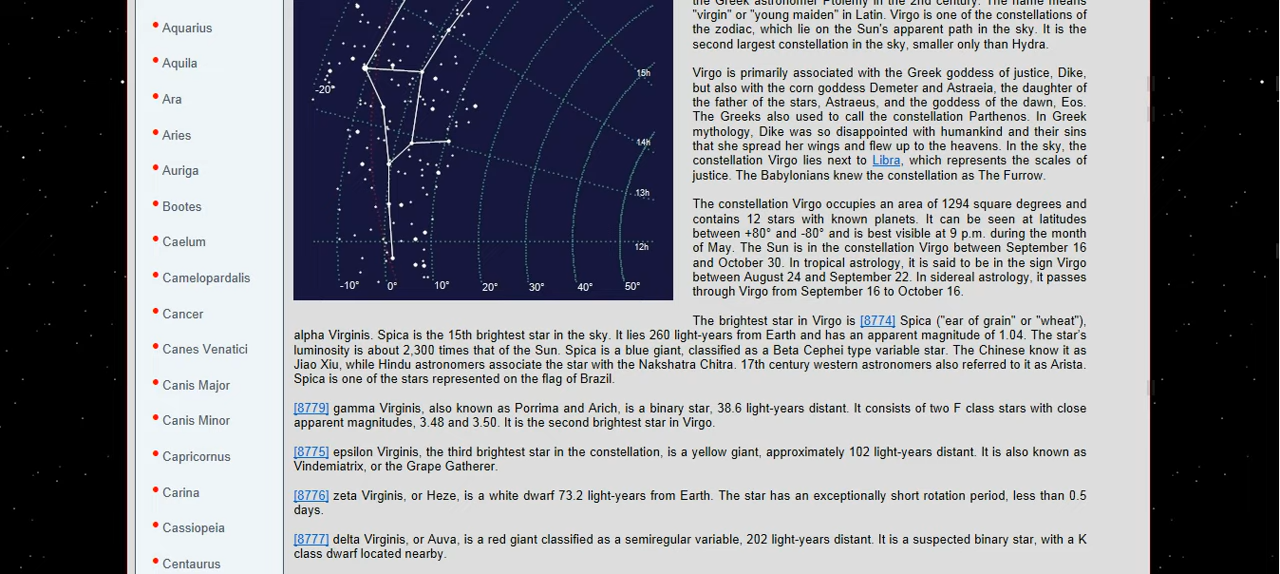 Aquarius
Aquila
Ara
Aries
Auriga
Bootes
Caelum
Camelopardalis
Cancer
Canes Venatici
Canis Major
Canis Minor
Capricornus
Carina
Cassiopeia
Centaurus
-20°
15h
14h
13h
12h
-10° 0° 10° 20° 30° 40° 50°
the Greek astronomer Ptolemy in the 2nd century. The name means
"virgin" or "young maiden" in Latin. Virgo is one of the constellations of
the zodiac, which lie on the Sun's apparent path in the sky. It is the
second largest constellation in the sky, smaller only than Hydra.
Virgo is primarily associated with the Greek goddess of justice, Dike,
but also with the corn goddess Demeter and Astraeia, the daughter of
the father of the stars, Astraeus, and the goddess of the dawn, Eos.
The Greeks also used to call the constellation Parthenos. In Greek
mythology, Dike was so disappointed with humankind and their sins
that she spread her wings and flew up to the heavens. In the sky, the
constellation Virgo lies next to Libra, which represents the scales of
justice. The Babylonians knew the constellation as The Furrow.
The constellation Virgo occupies an area of 1294 square degrees and
contains 12 stars with known planets. It can be seen at latitudes
between +80° and -80° and is best visible at 9 p.m. during the month
of May. The Sun is in the constellation Virgo between September 16
and October 30. In tropical astrology, it is said to be in the sign Virgo
between August 24 and September 22. In sidereal astrology, it passes
through Virgo from September 16 to October 16.
The brightest star in Virgo is [8774] Spica ("ear of grain" or "wheat"),
alpha Virginis. Spica is the 15th brightest star in the sky. It lies 260 light-years from Earth and has an apparent magnitude of 1.04. The star's
luminosity is about 2,300 times that of the Sun. Spica is a blue giant, classified as a Beta Cephei type variable star. The Chinese know it as
Jiao Xiu, while Hindu astronomers associate the star with the Nakshatra Chitra. 17th century western astronomers also referred to it as Arista.
Spica is one of the stars represented on the flag of Brazil.
[8779] gamma Virginis, also known as Porrima and Arich, is a binary star, 38.6 light-years distant. It consists of two F class stars with close
apparent magnitudes, 3.48 and 3.50. It is the second brightest star in Virgo.
[8775] epsilon Virginis, the third brightest star in the constellation, is a yellow giant, approximately 102 light-years distant. It is also known as
Vindemiatrix, or the Grape Gatherer.
[8776] zeta Virginis, or Heze, is a white dwarf 73.2 light-years from Earth. The star has an exceptionally short rotation period, less than 0.5
days.
[8777] delta Virginis, or Auva, is a red giant classified as a semiregular variable, 202 light-years distant. It is a suspected binary star, with a K
class dwarf located nearby.